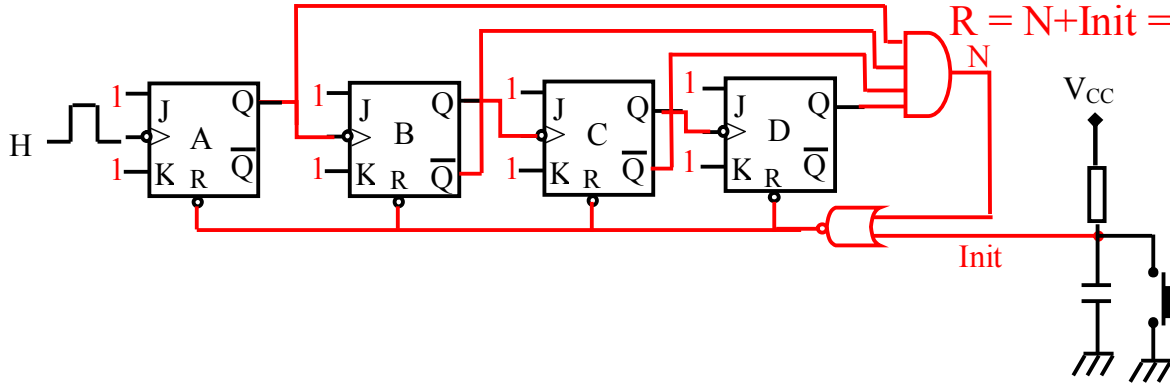 R = N+Init =
N
V_CC
1 J Q 1 J Q 1 J Q 1 J Q
H A B C D
1 K R Q̅ 1 K R Q̅ 1 K R Q̅ 1 K R Q̅
Init